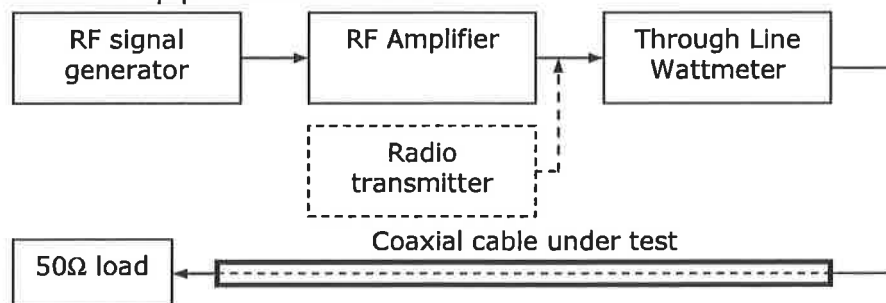 RF signal
generator
RF Amplifier
Through Line
Wattmeter
Radio
transmitter
Coaxial cable under test
50Ω load